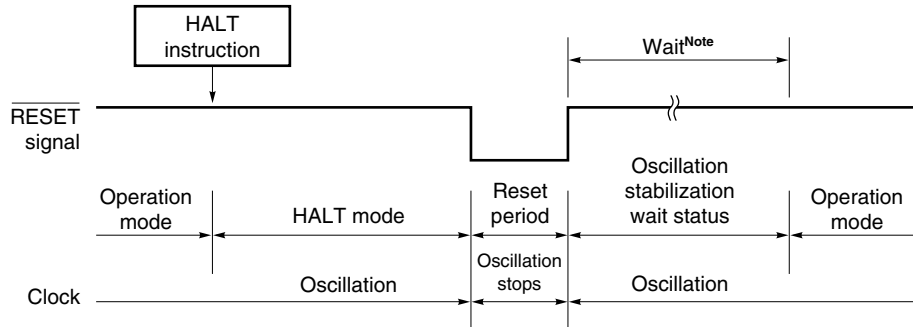 HALT
instruction
Wait Note
RESET
signal
Operation
mode
HALT mode
Reset
period
Oscillation
stabilization
wait status
Operation
mode
Clock
Oscillation
Oscillation
stops
Oscillation